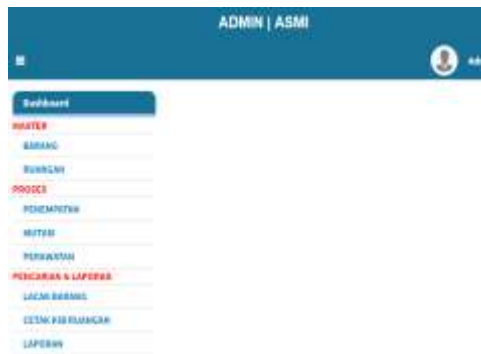 ADMIN | ASMI
Dashboard
MASTER
BARANG
RUANGAN
PROSES
PENEMPATAN
MUTASI
PERAWATAN
PENCARIAN & LAPORAN
LACAK BARANG
CETAK KIB RUANGAN
LAPORAN